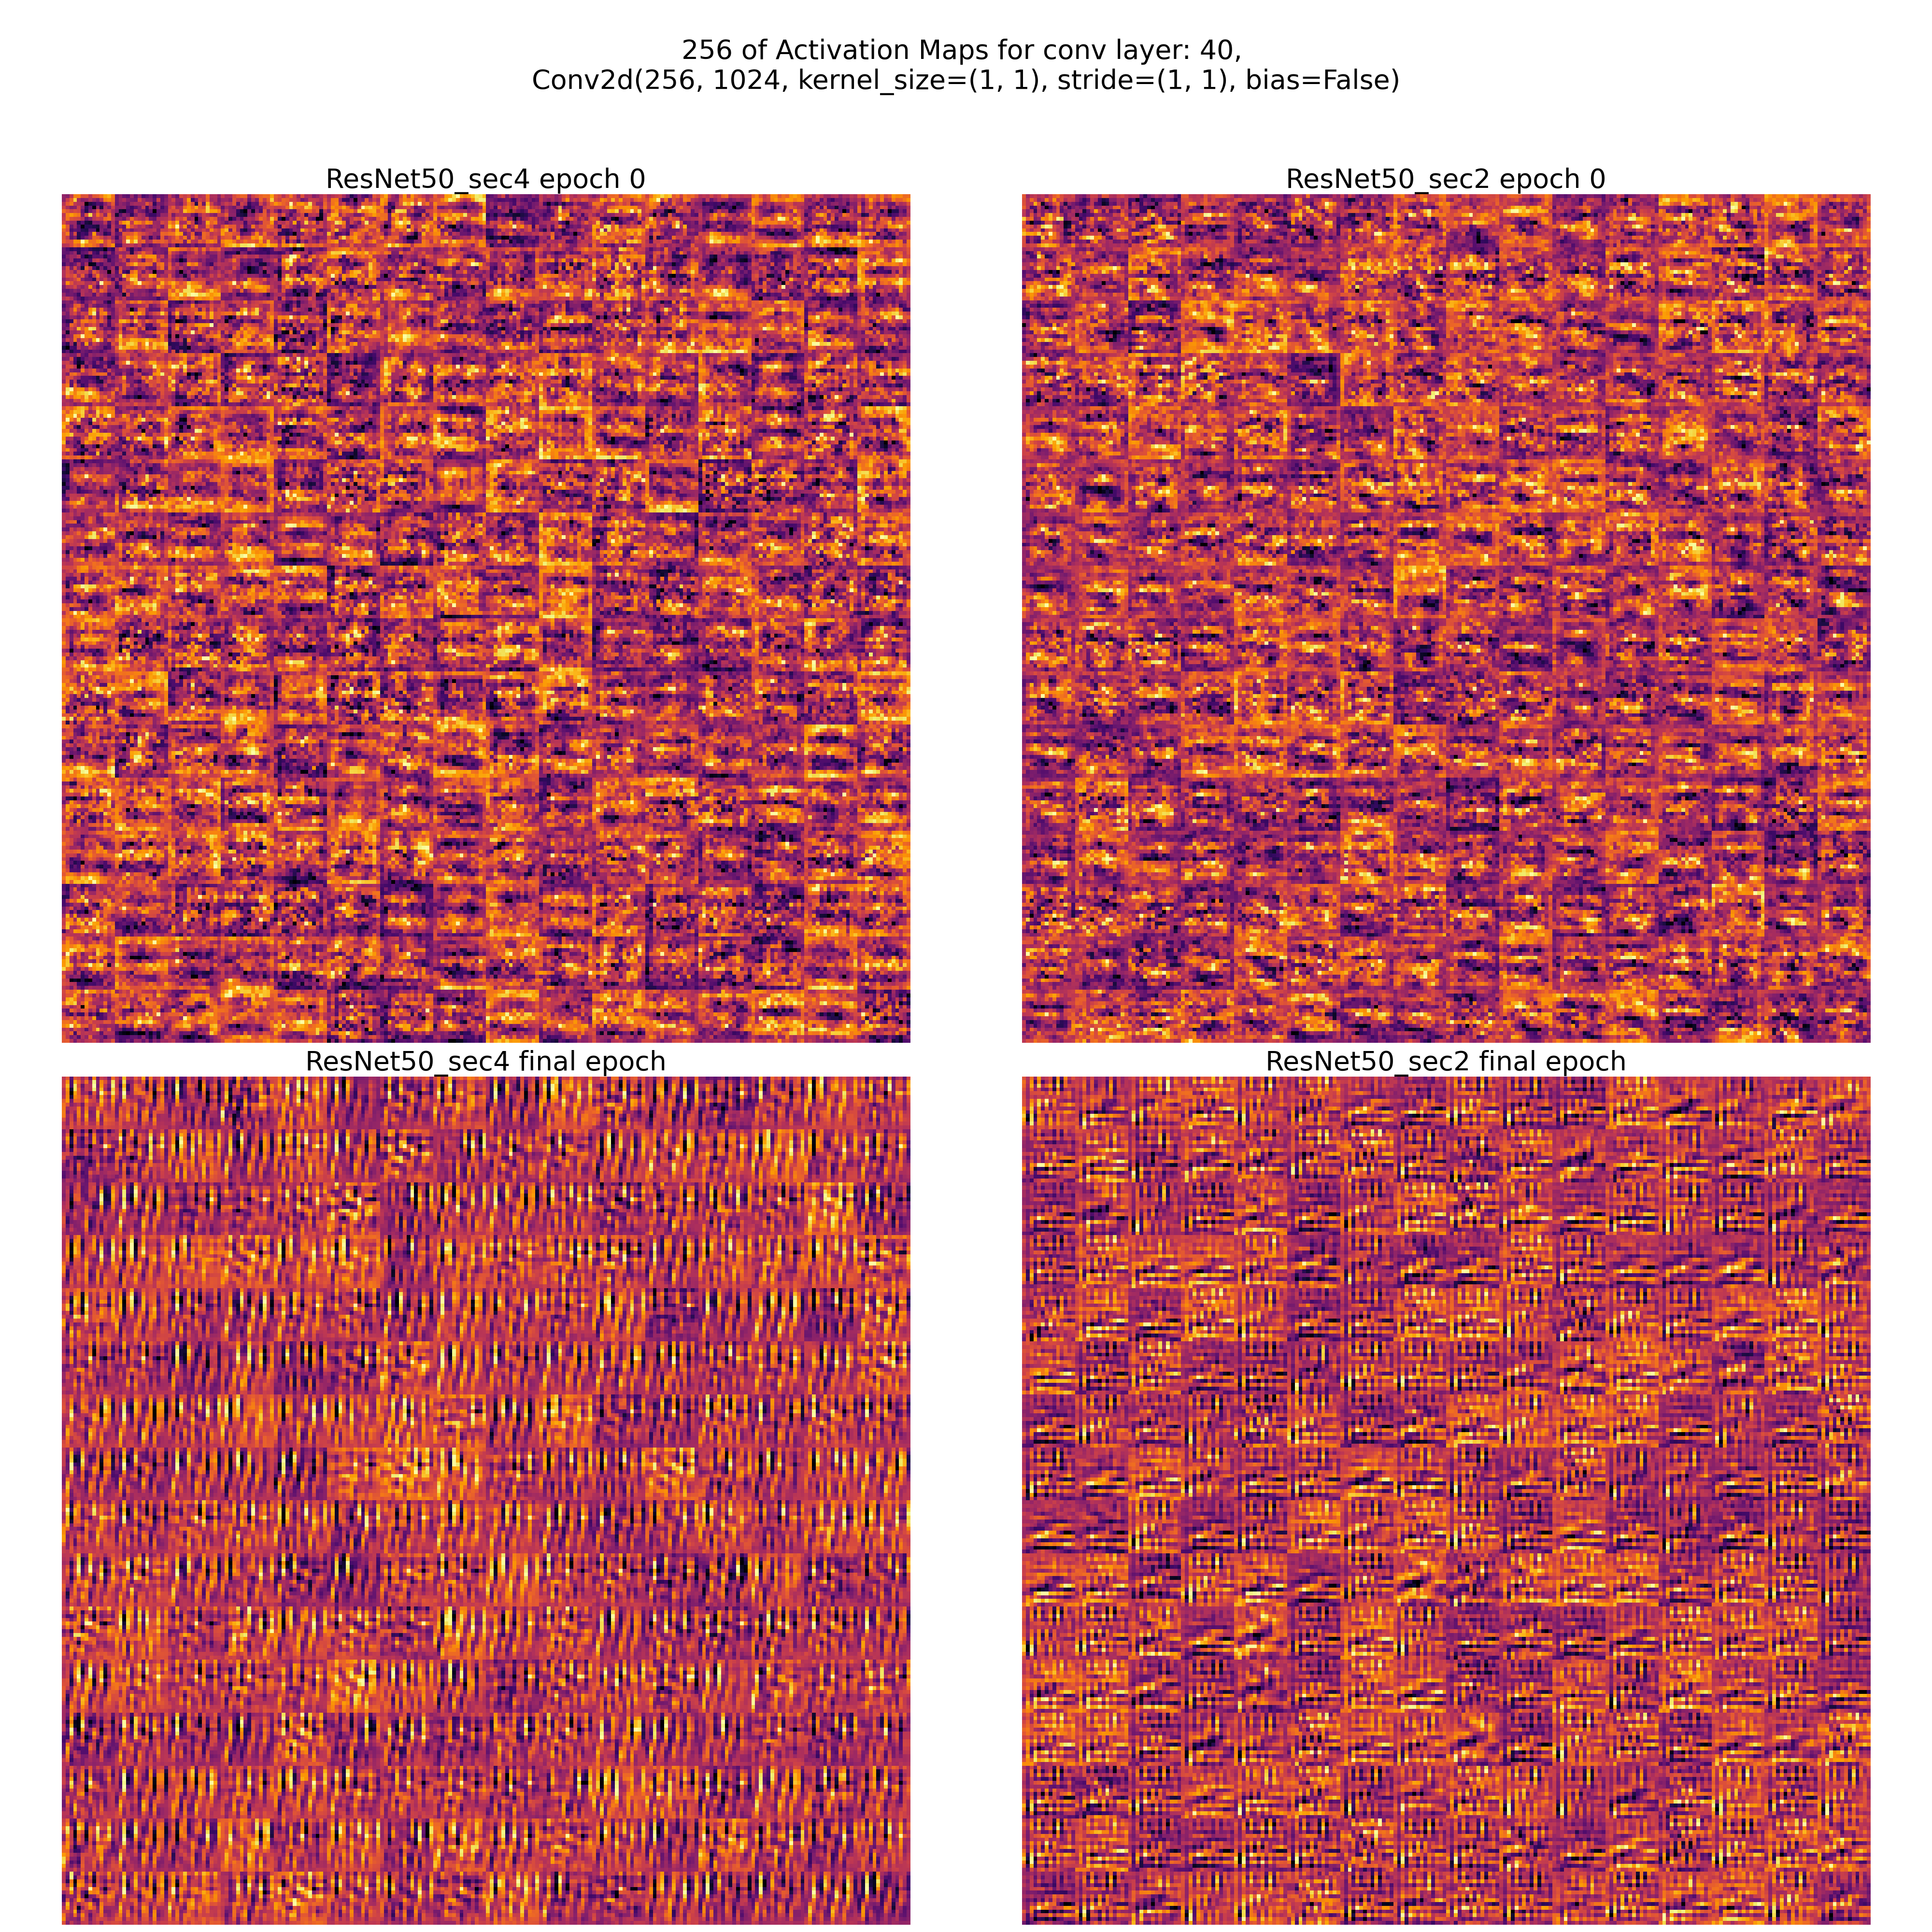 256 of Activation Maps for conv layer: 40,
Conv2d(256, 1024, kernel_size=(1, 1), stride=(1, 1), bias=False)
ResNet50_sec4 epoch 0
ResNet50_sec2 epoch 0
ResNet50_sec4 final epoch
ResNet50_sec2 final epoch